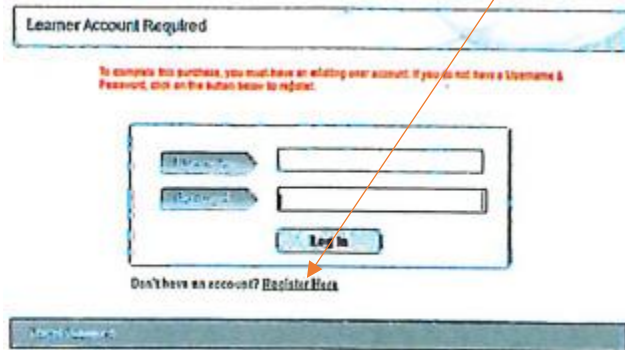 Learner Account Required
To complete this purchase, you must have an existing user account. If you do not have a Username &
Password, click on the button below to register.
Log In
Don't have an account? Register Here